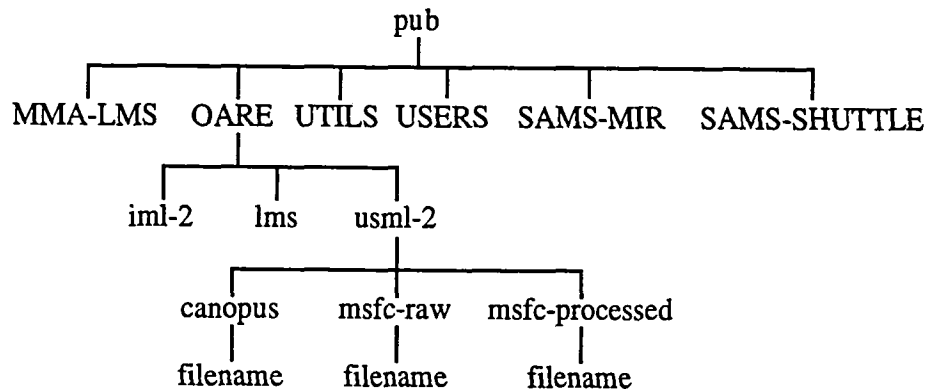 pub
MMA-LMS OARE UTILS USERS SAMS-MIR SAMS-SHUTTLE
iml-2 lms usml-2
canopus msfc-raw msfc-processed
filename filename filename